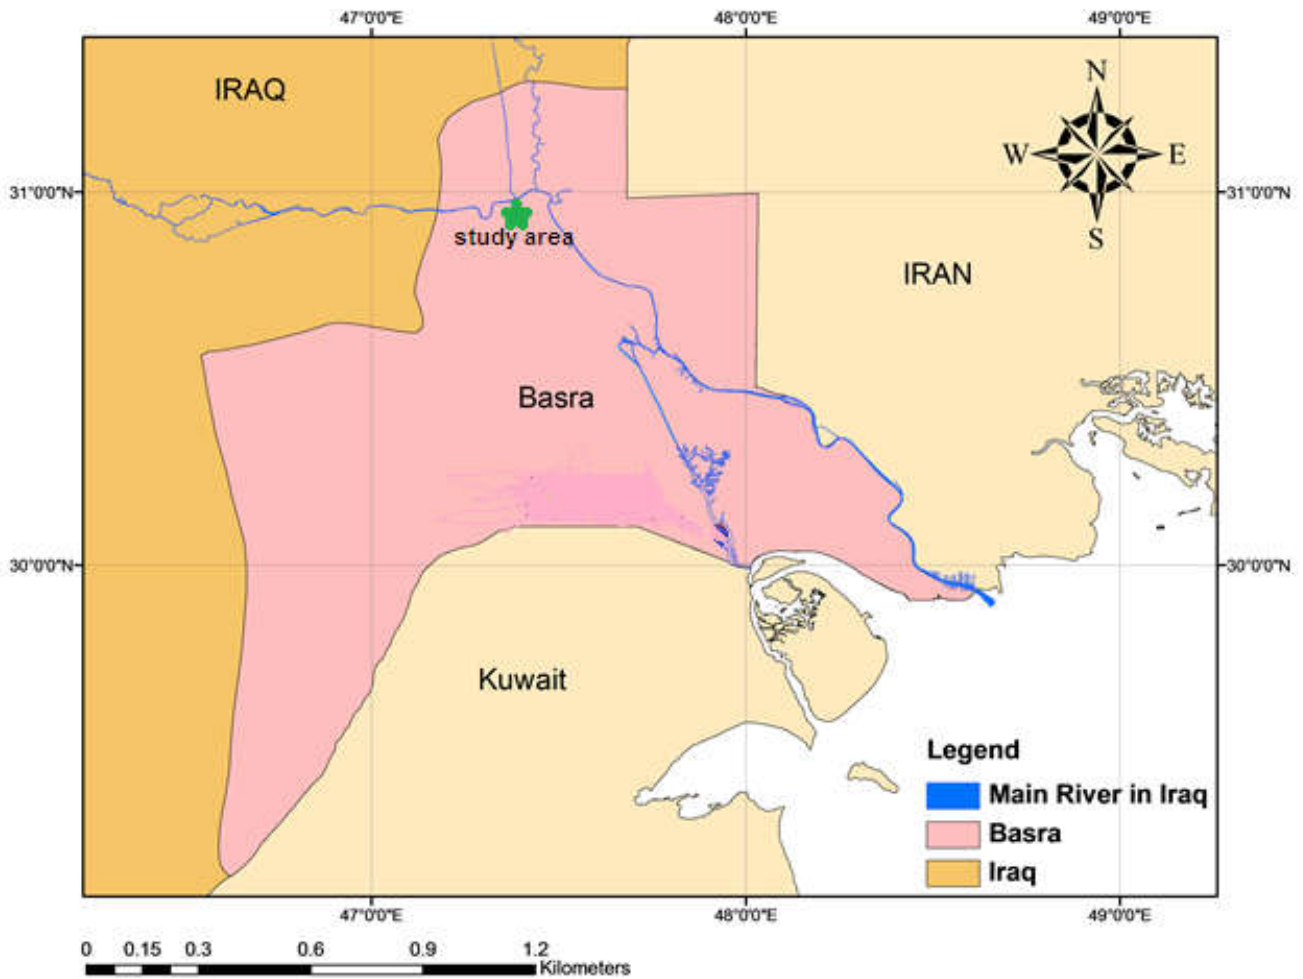 47°0'0"E 48°0'0"E 49°0'0"E
IRAQ
N
W E
S
31°0'0"N 31°0'0"N
study area
IRAN
Basra
30°0'0"N 30°0'0"N
Kuwait
Legend
Main River in Iraq
Basra
Iraq
47°0'0"E 48°0'0"E 49°0'0"E
0 0.15 0.3 0.6 0.9 1.2
Kilometers